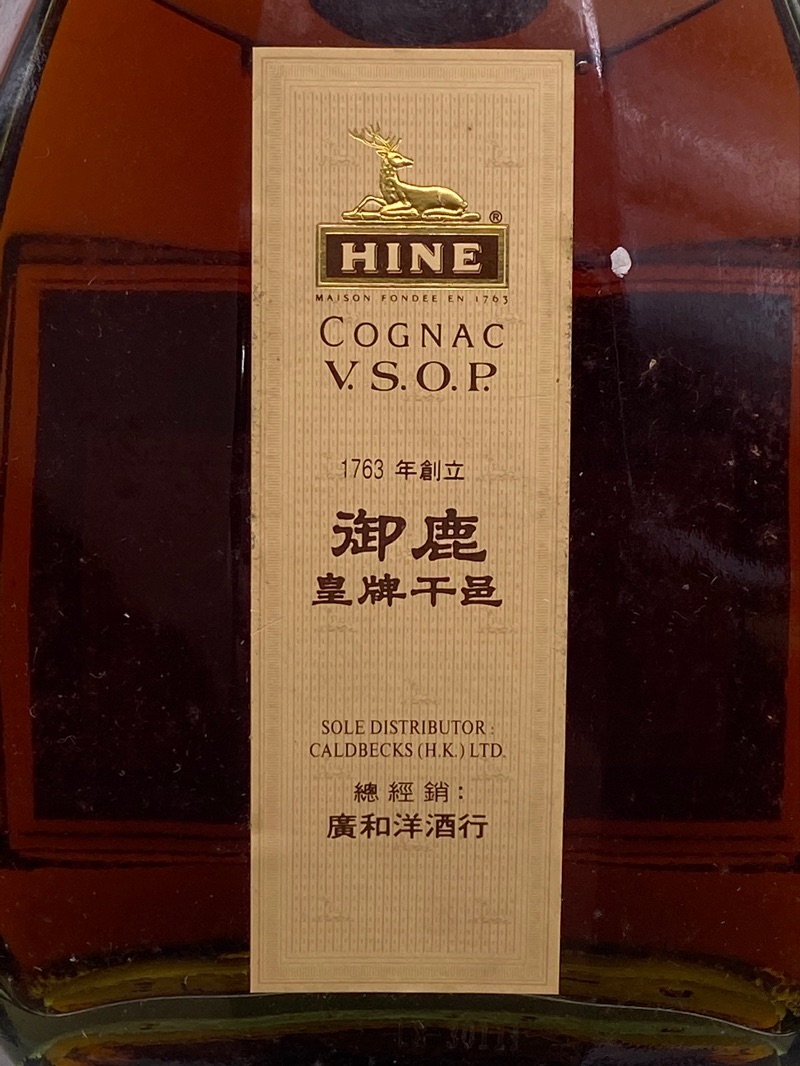 ®
HINE
MAISON FONDEE EN 1763
COGNAC
V.S.O.P.
1763 年創立
御鹿
皇牌干邑
SOLE DISTRIBUTOR :
CALDBECKS (H.K.) LTD.
總經銷：
廣和洋酒行